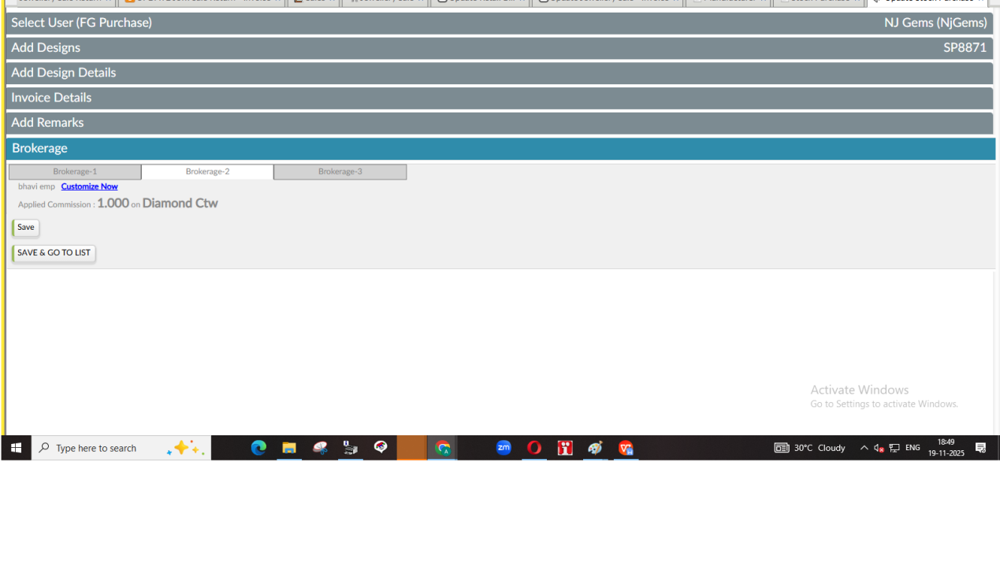 Select User (FG Purchase) NJ Gems (NjGems)
Add Designs SP8871
Add Design Details
Invoice Details
Add Remarks
Brokerage
Brokerage-1 Brokerage-2 Brokerage-3
bhavi emp Customize Now
Applied Commission : 1.000 on Diamond Ctw
Save
SAVE & GO TO LIST
Activate Windows
Go to Settings to activate Windows.
Type here to search zm 30°C Cloudy ENG 18:49
19-11-2025